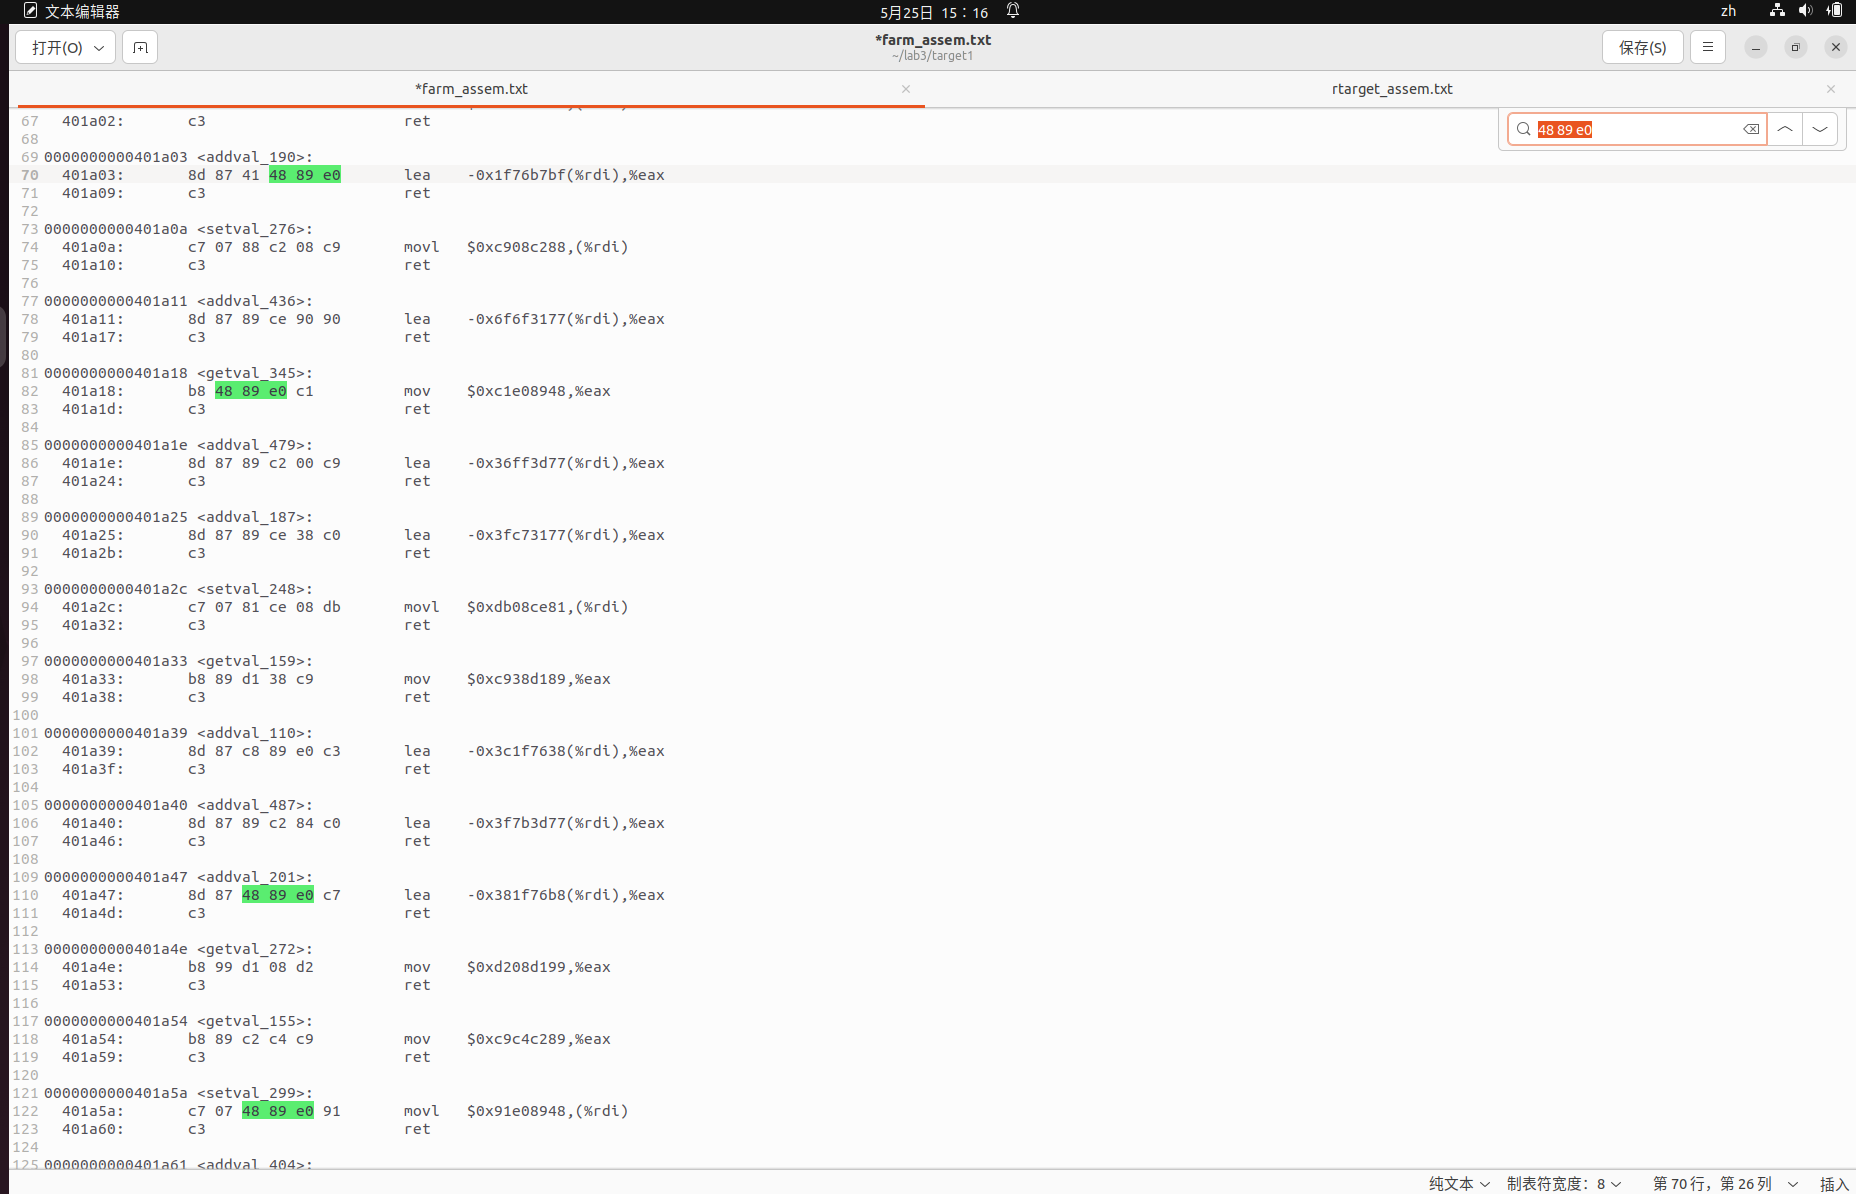 文本编辑器
5月25日 15：16
zh
打开(O)
*farm_assem.txt
~/lab3/target1
保存(S)
*farm_assem.txt
rtarget_assem.txt
48 89 e0
67 401a02: c3 ret
68
69 0000000000401a03 <addval_190>:
70 401a03: 8d 87 41 48 89 e0 lea -0x1f76b7bf(%rdi),%eax
71 401a09: c3 ret
72
73 0000000000401a0a <setval_276>:
74 401a0a: c7 07 88 c2 08 c9 movl $0xc908c288,(%rdi)
75 401a10: c3 ret
76
77 0000000000401a11 <addval_436>:
78 401a11: 8d 87 89 ce 90 90 lea -0x6f6f3177(%rdi),%eax
79 401a17: c3 ret
80
81 0000000000401a18 <getval_345>:
82 401a18: b8 48 89 e0 c1 mov $0xc1e08948,%eax
83 401a1d: c3 ret
84
85 0000000000401a1e <addval_479>:
86 401a1e: 8d 87 89 c2 00 c9 lea -0x36ff3d77(%rdi),%eax
87 401a24: c3 ret
88
89 0000000000401a25 <addval_187>:
90 401a25: 8d 87 89 ce 38 c0 lea -0x3fc73177(%rdi),%eax
91 401a2b: c3 ret
92
93 0000000000401a2c <setval_248>:
94 401a2c: c7 07 81 ce 08 db movl $0xdb08ce81,(%rdi)
95 401a32: c3 ret
96
97 0000000000401a33 <getval_159>:
98 401a33: b8 89 d1 38 c9 mov $0xc938d189,%eax
99 401a38: c3 ret
100
101 0000000000401a39 <addval_110>:
102 401a39: 8d 87 c8 89 e0 c3 lea -0x3c1f7638(%rdi),%eax
103 401a3f: c3 ret
104
105 0000000000401a40 <addval_487>:
106 401a40: 8d 87 89 c2 84 c0 lea -0x3f7b3d77(%rdi),%eax
107 401a46: c3 ret
108
109 0000000000401a47 <addval_201>:
110 401a47: 8d 87 48 89 e0 c7 lea -0x381f76b8(%rdi),%eax
111 401a4d: c3 ret
112
113 0000000000401a4e <getval_272>:
114 401a4e: b8 99 d1 08 d2 mov $0xd208d199,%eax
115 401a53: c3 ret
116
117 0000000000401a54 <getval_155>:
118 401a54: b8 89 c2 c4 c9 mov $0xc9c4c289,%eax
119 401a59: c3 ret
120
121 0000000000401a5a <setval_299>:
122 401a5a: c7 07 48 89 e0 91 movl $0x91e08948,(%rdi)
123 401a60: c3 ret
124
125 0000000000401a61 <addval_404>:
纯文本 制表符宽度：8 第 70 行，第 26 列 插入